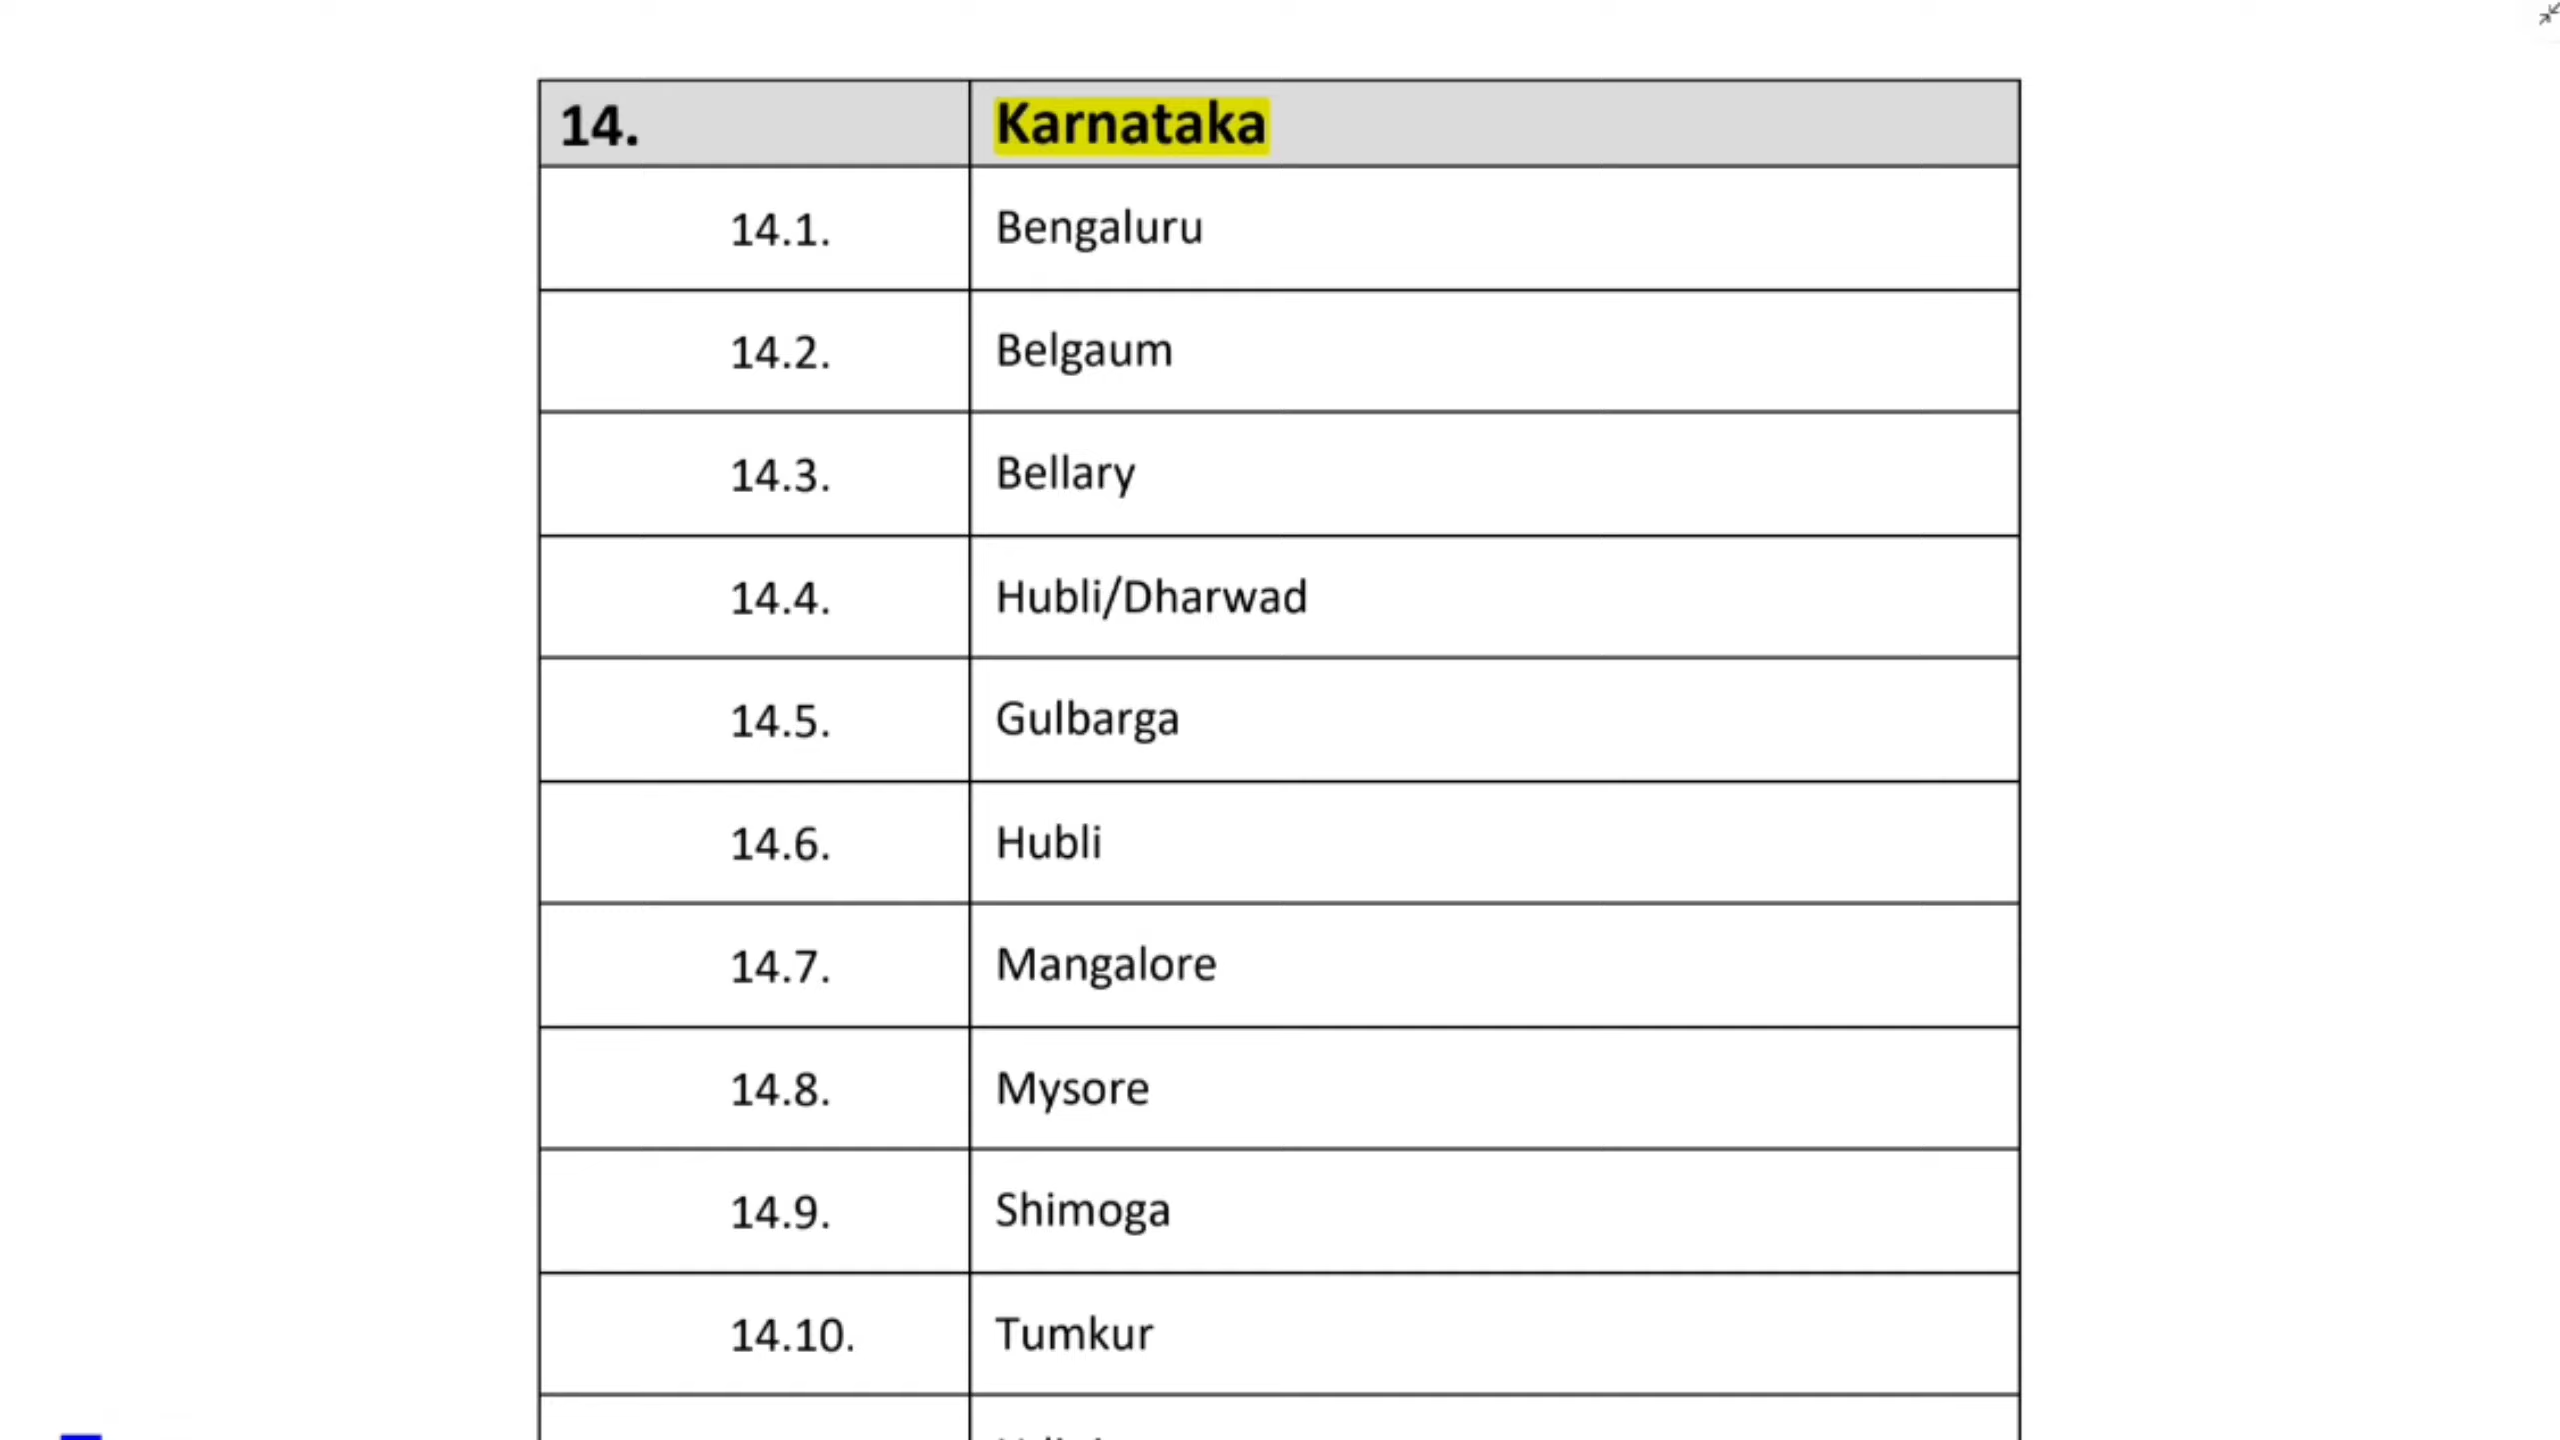 14. Karnataka
14.1. Bengaluru
14.2. Belgaum
14.3. Bellary
14.4. Hubli/Dharwad
14.5. Gulbarga
14.6. Hubli
14.7. Mangalore
14.8. Mysore
14.9. Shimoga
14.10. Tumkur